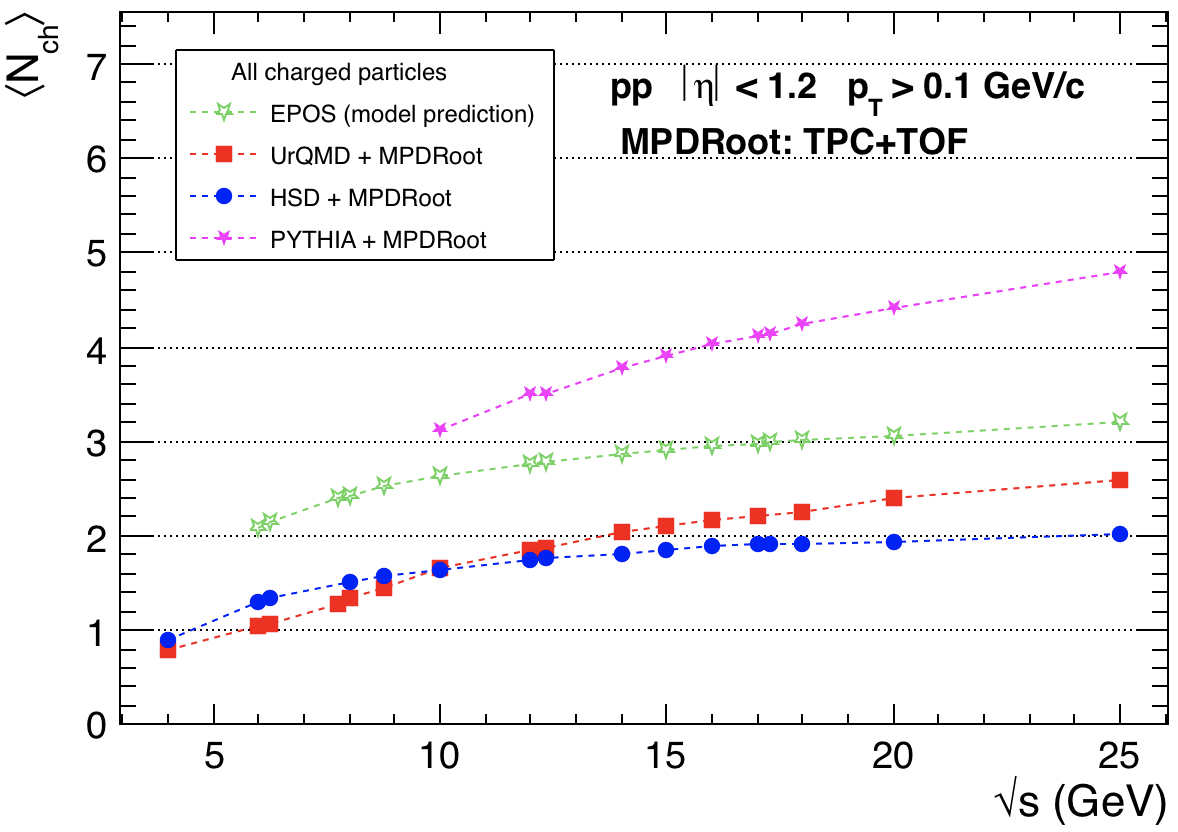 ⟨N_ch⟩
7
6
5
4
3
2
1
0
All charged particles
EPOS (model prediction)
UrQMD + MPDRoot
HSD + MPDRoot
PYTHIA + MPDRoot
pp |η| < 1.2 p_T > 0.1 GeV/c
MPDRoot: TPC+TOF
5 10 15 20 25
√s (GeV)